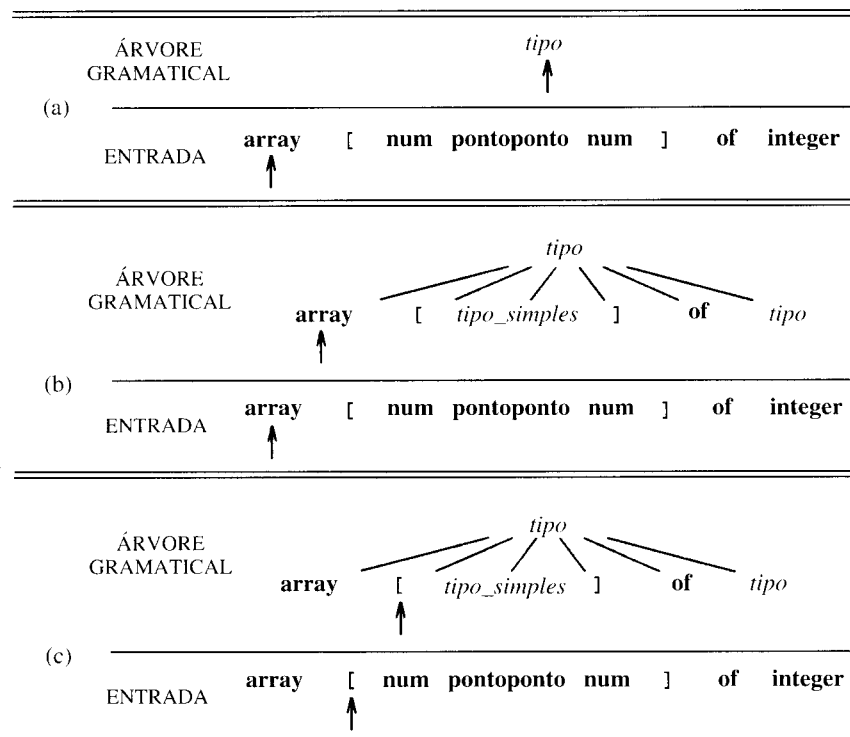 ÁRVORE
GRAMATICAL
tipo
(a)
ENTRADA
array [ num pontoponto num ] of integer
ÁRVORE
GRAMATICAL
tipo
array [ tipo_simples ] of tipo
(b)
ENTRADA
array [ num pontoponto num ] of integer
ÁRVORE
GRAMATICAL
tipo
array [ tipo_simples ] of tipo
(c)
ENTRADA
array [ num pontoponto num ] of integer